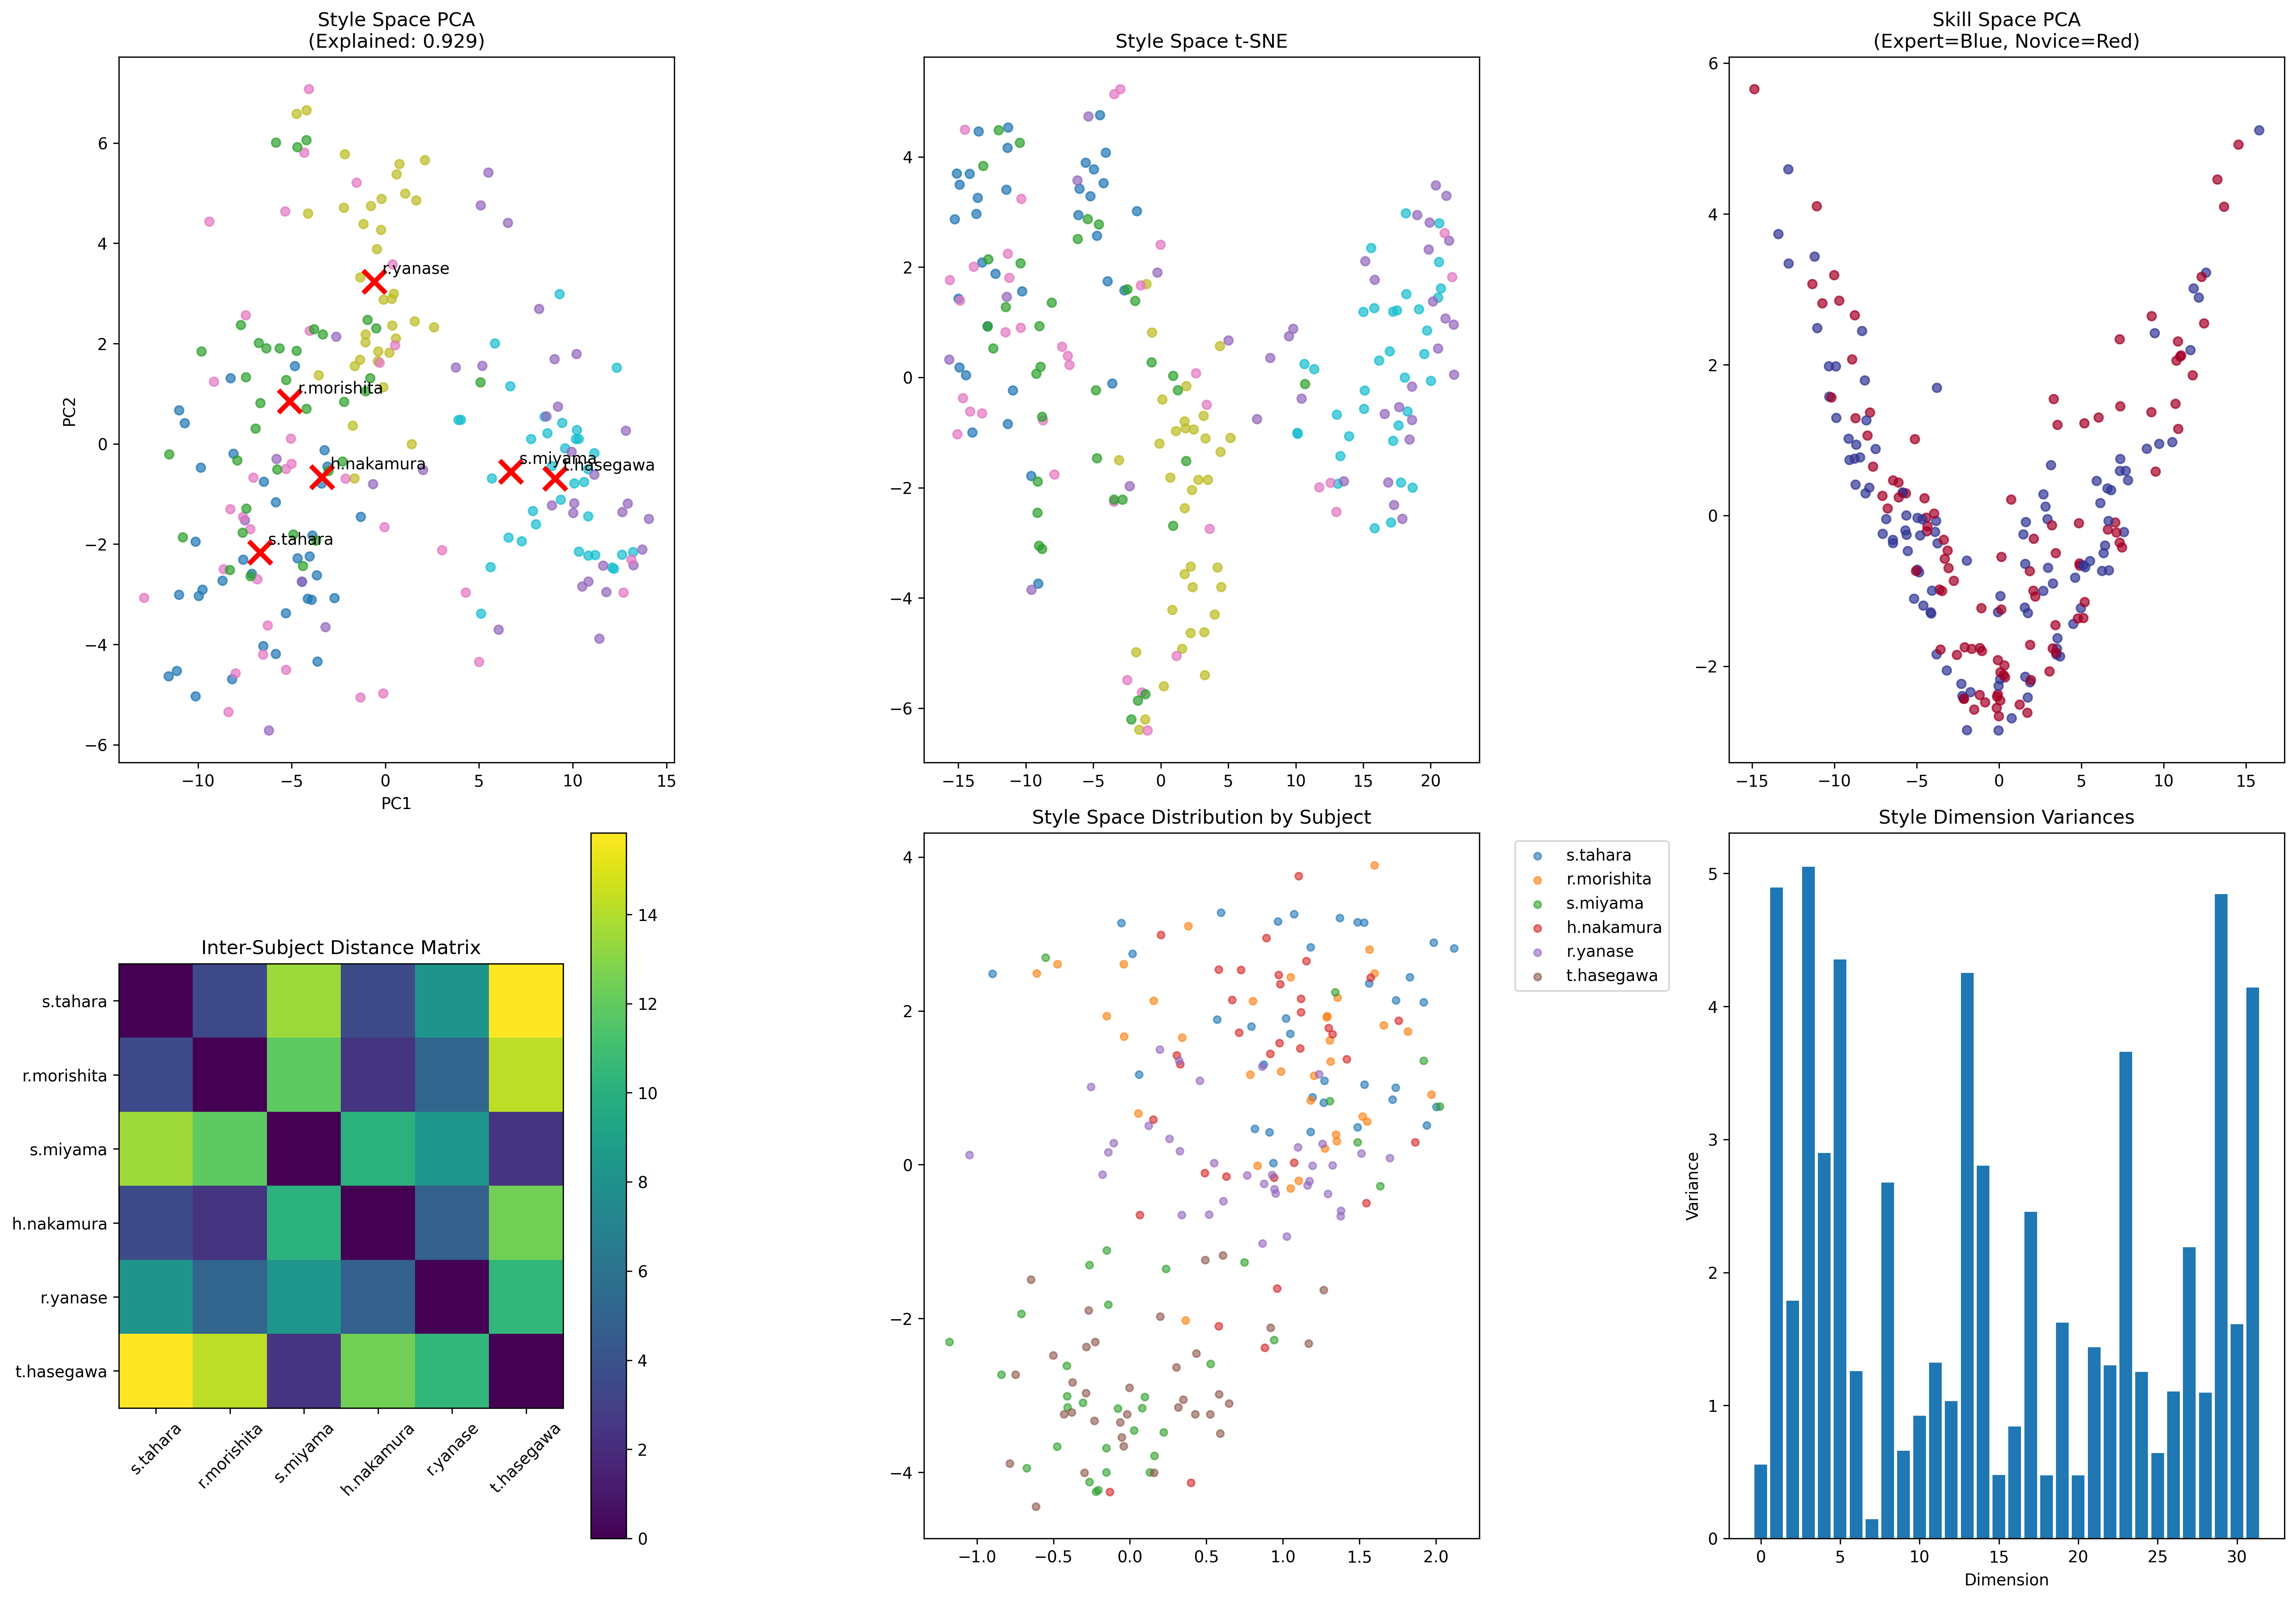 Style Space PCA
(Explained: 0.929)
6
4
2
0
−2
−4
−6
PC2
r.yanase
r.morishita
h.nakamura
s.miyama
t.hasegawa
s.tahara
−10
−5
0
5
10
15
PC1
Style Space t-SNE
4
2
0
−2
−4
−6
−15
−10
−5
0
5
10
15
20
Skill Space PCA
(Expert=Blue, Novice=Red)
6
4
2
0
−2
−15
−10
−5
0
5
10
15
Inter-Subject Distance Matrix
s.tahara
r.morishita
s.miyama
h.nakamura
r.yanase
t.hasegawa
s.tahara
r.morishita
s.miyama
h.nakamura
r.yanase
t.hasegawa
14
12
10
8
6
4
2
0
Style Space Distribution by Subject
4
2
0
−2
−4
−1.0
−0.5
0.0
0.5
1.0
1.5
2.0
s.tahara
r.morishita
s.miyama
h.nakamura
r.yanase
t.hasegawa
Style Dimension Variances
5
4
3
2
1
0
Variance
0
5
10
15
20
25
30
Dimension